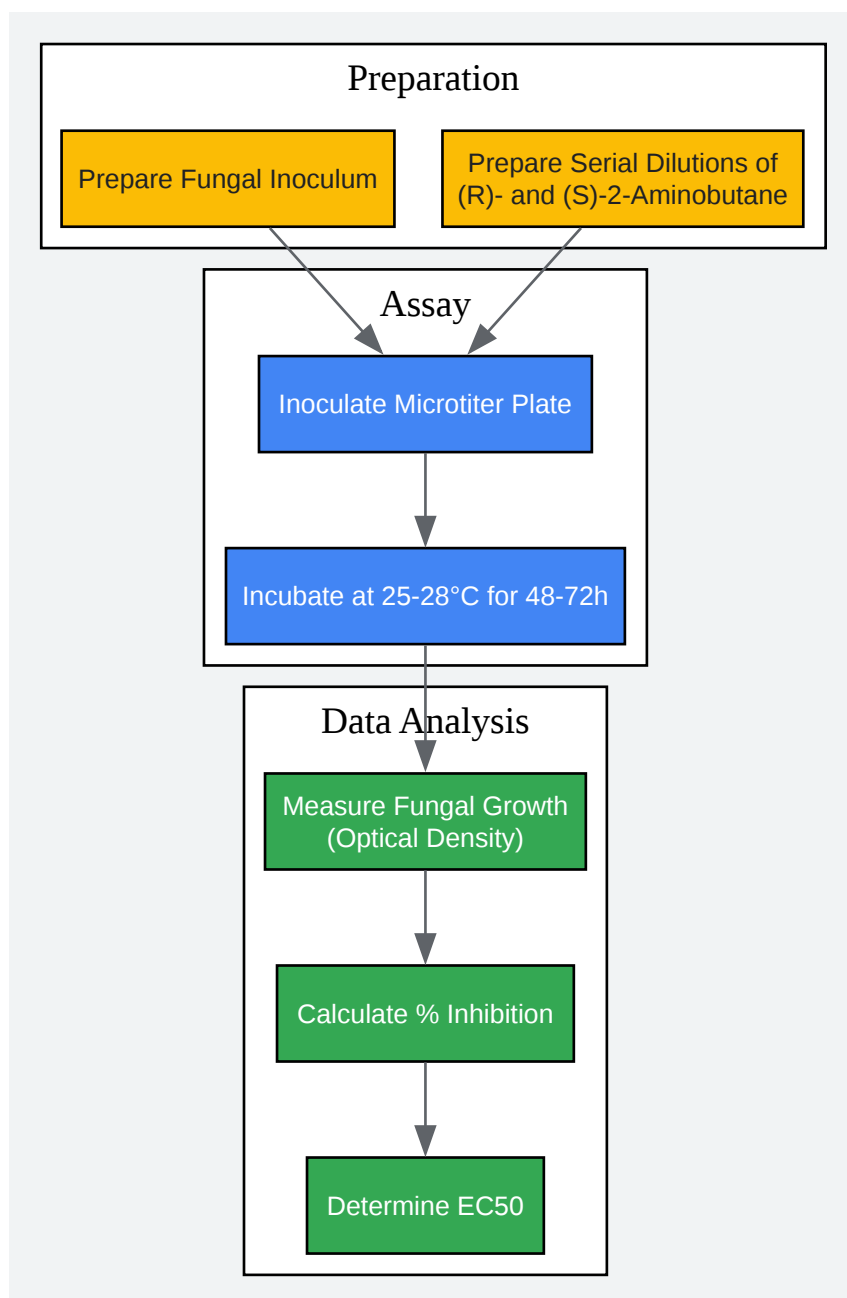 Preparation
Prepare Fungal Inoculum
Prepare Serial Dilutions of
(R)- and (S)-2-Aminobutane
Assay
Inoculate Microtiter Plate
Incubate at 25-28°C for 48-72h
Data Analysis
Measure Fungal Growth
(Optical Density)
Calculate % Inhibition
Determine EC50